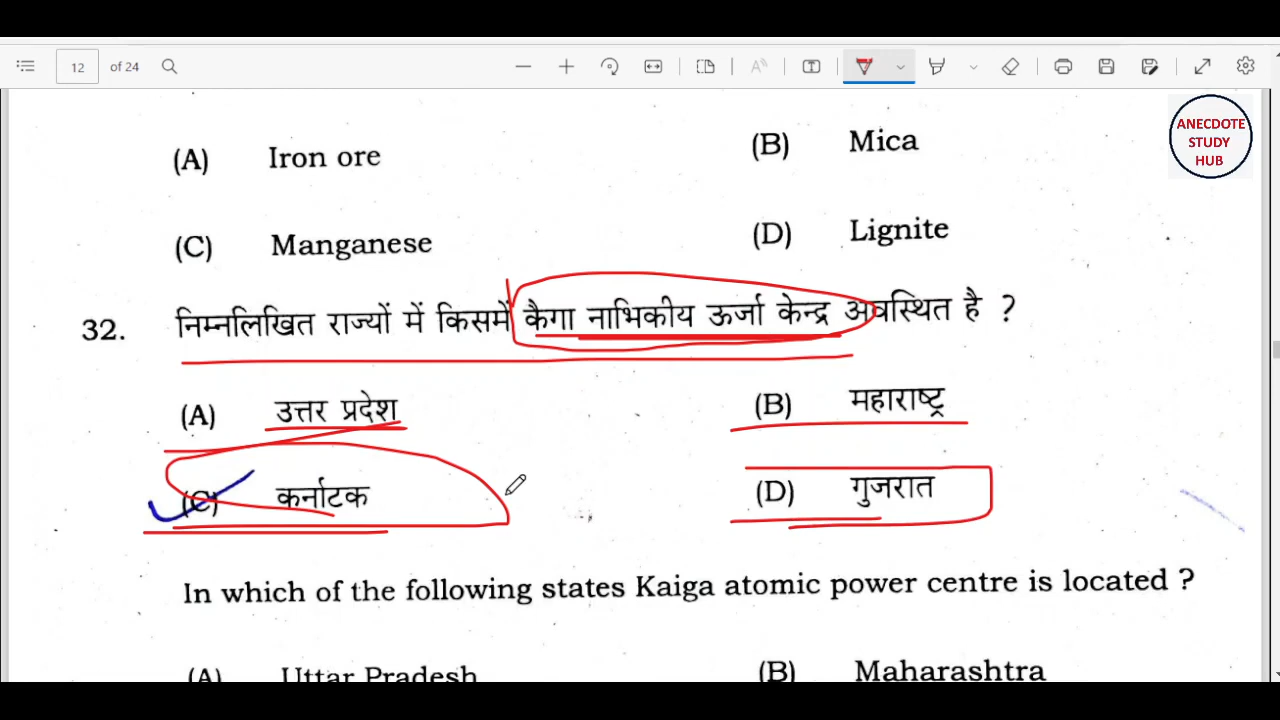 12 of 24
ANECDOTE
STUDY
HUB
(A) Iron ore (B) Mica
(C) Manganese (D) Lignite
32. निम्नलिखित राज्यों में किसमें कैगा नाभिकीय ऊर्जा केन्द्र अवस्थित है ?
(A) उत्तर प्रदेश (B) महाराष्ट्र
(C) कर्नाटक (D) गुजरात
In which of the following states Kaiga atomic power centre is located ?
(A) Uttar Pradesh (B) Maharashtra